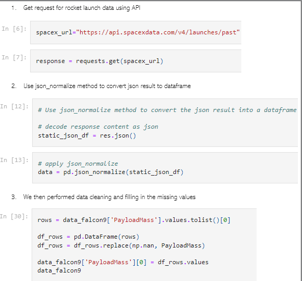 1. Get request for rocket launch data using API
In [6]: spacex_url="https://api.spacexdata.com/v4/launches/past"
In [7]: response = requests.get(spacex_url)
2. Use json_normalize method to convert json result to dataframe
In [12]: # Use json_normalize method to convert the json result into a dataframe
# decode response content as json
static_json_df = res.json()
In [13]: # apply json_normalize
data = pd.json_normalize(static_json_df)
3. We then performed data cleaning and filling in the missing values
In [30]: rows = data_falcon9['PayloadMass'].values.tolist()[0]
df_rows = pd.DataFrame(rows)
df_rows = df_rows.replace(np.nan, PayloadMass)
data_falcon9['PayloadMass'][0] = df_rows.values
data_falcon9